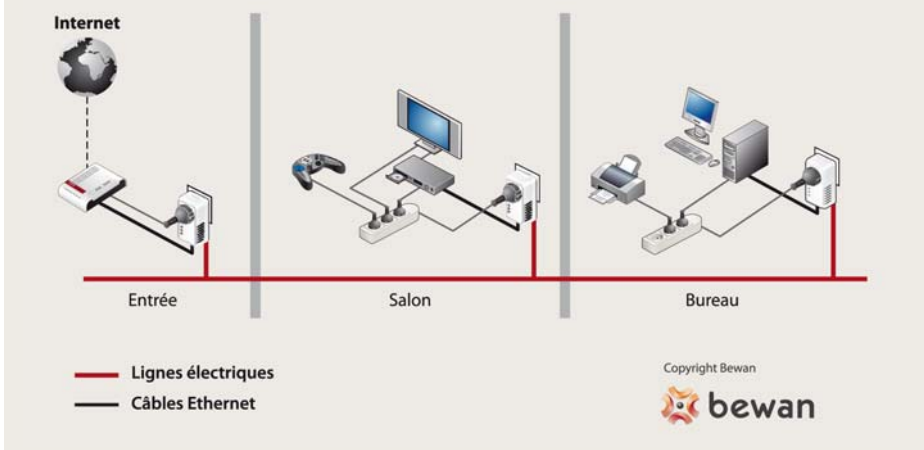 Internet
Entrée
Salon
Bureau
Lignes électriques
Câbles Ethernet
Copyright Bewan
bewan